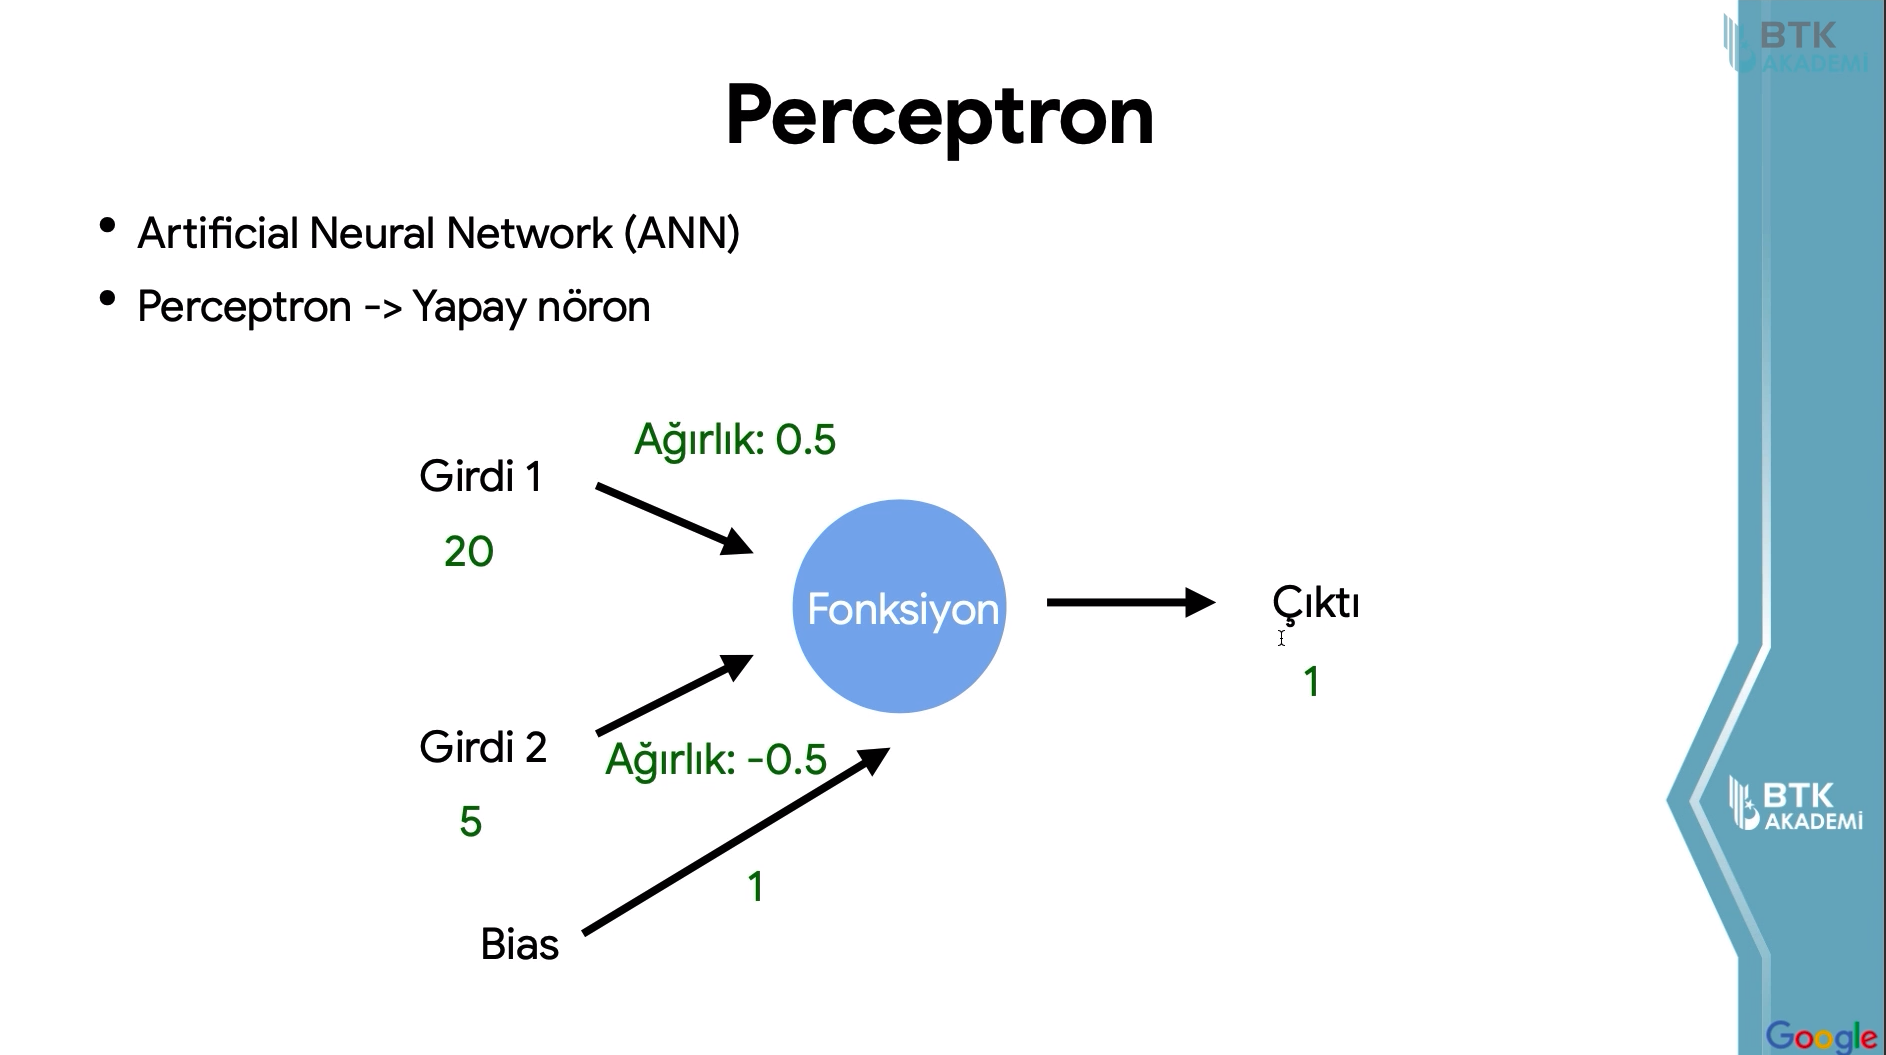 BTK
AKADEMİ
Perceptron
• Artificial Neural Network (ANN)
• Perceptron -> Yapay nöron
Ağırlık: 0.5
Girdi 1
20
Fonksiyon
Çıktı
1
Girdi 2
Ağırlık: -0.5
5
1
Bias
BTK
AKADEMİ
Google